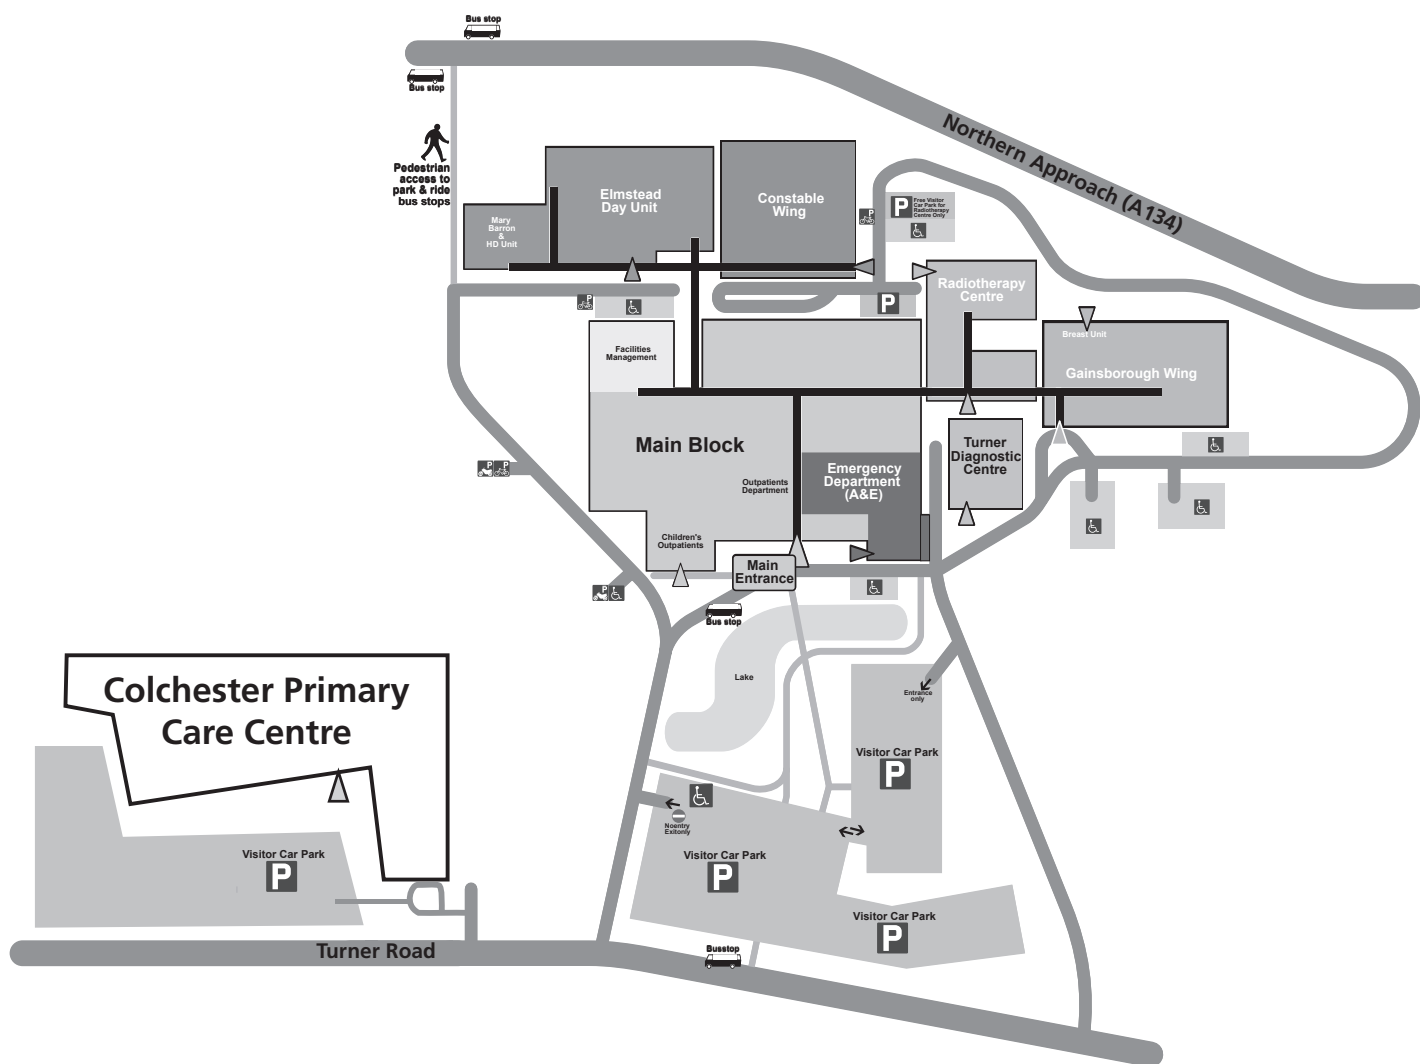 Bus stop
Bus stop
Pedestrian
access to
park & ride
bus stops
Northern Approach (A134)
Elmstead
Day Unit
Constable
Wing
Mary
Barron
&
HD Unit
P
P
Free Visitor
Car Park for
Radiotherapy
Centre Only
Radiotherapy
Centre
P
P
Breast Unit
Gainsborough Wing
Facilities
Management
Main Block
Turner
Diagnostic
Centre
Emergency
Department
(A&E)
Outpatients
Department
P
P
Children's
Outpatients
Main
Entrance
P
Bus stop
Lake
Entrance
only
Colchester Primary
Care Centre
Visitor Car Park
P
Noentry
Exitonly
Visitor Car Park
P
Visitor Car Park
P
Visitor Car Park
P
Turner Road
Busstop